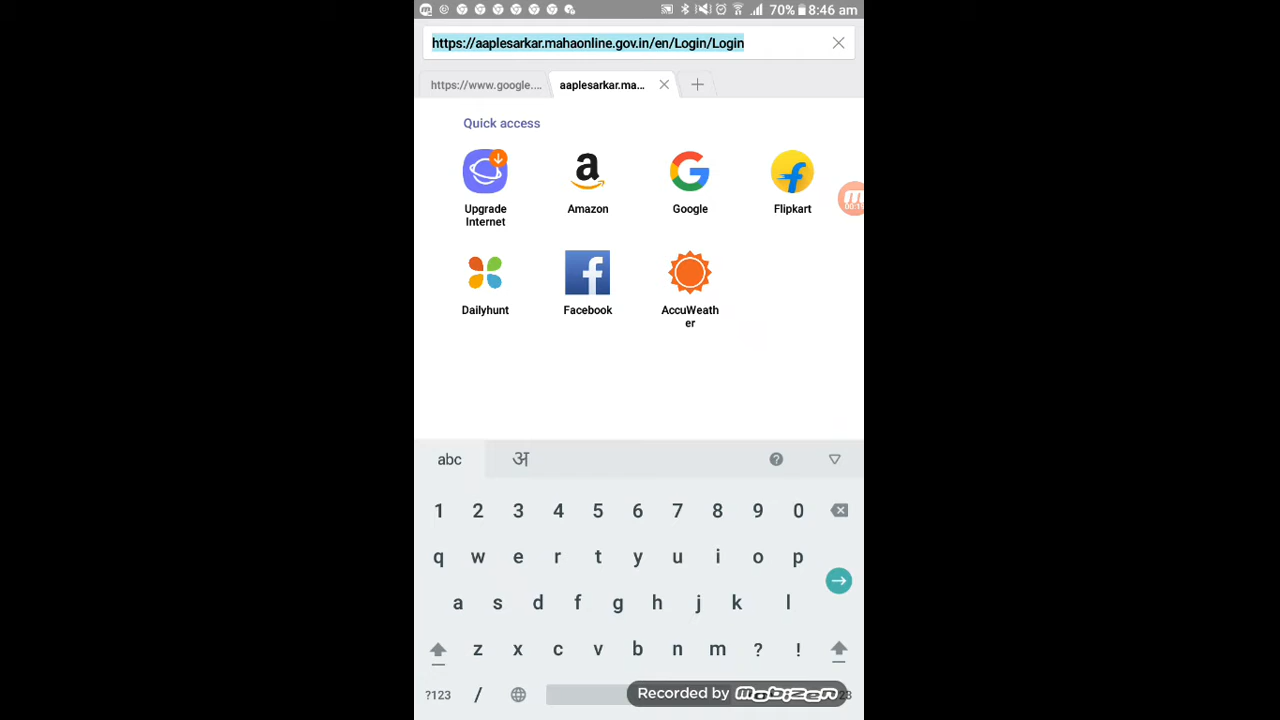 70% 8:46 am
https://aaplesarkar.mahaonline.gov.in/en/Login/Login
https://www.google.... aaplesarkar.ma...
Quick access
Upgrade
Internet
Amazon
Google
Flipkart
Dailyhunt
Facebook
AccuWeath
er
abc अ
1 2 3 4 5 6 7 8 9 0
q w e r t y u i o p
a s d f g h j k l
z x c v b n m ? !
?123 /
Recorded by mobizen